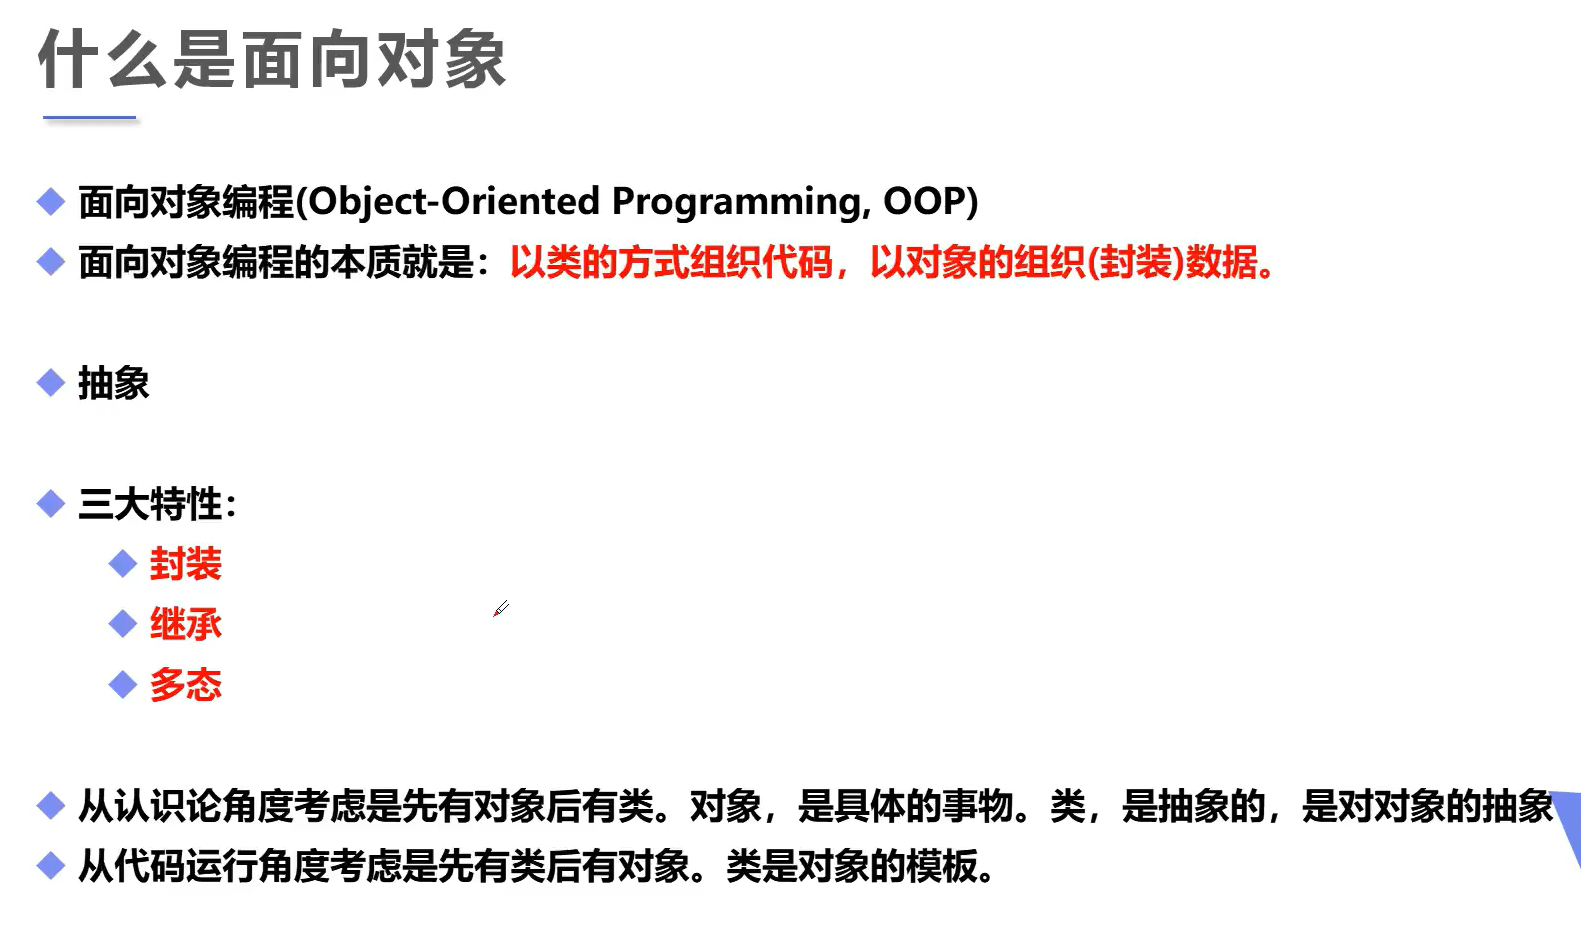 什么是面向对象
面向对象编程(Object-Oriented Programming, OOP)
面向对象编程的本质就是：以类的方式组织代码，以对象的组织(封装)数据。
抽象
三大特性：
封装
继承
多态
从认识论角度考虑是先有对象后有类。对象，是具体的事物。类，是抽象的，是对对象的抽象
从代码运行角度考虑是先有类后有对象。类是对象的模板。